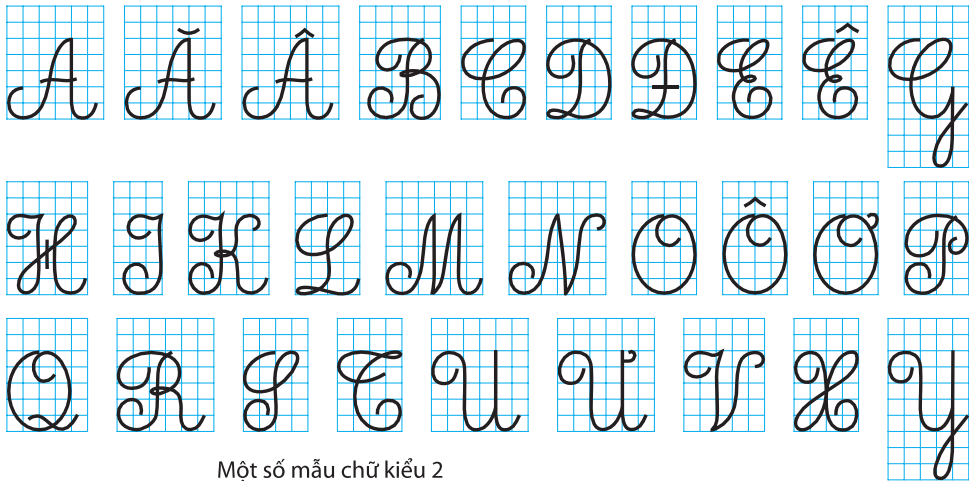 A Ă Â B C D Đ E Ê G
H I K L M N O Ô Ơ P
Q R S T U Ư V X Y
Một số mẫu chữ kiểu 2